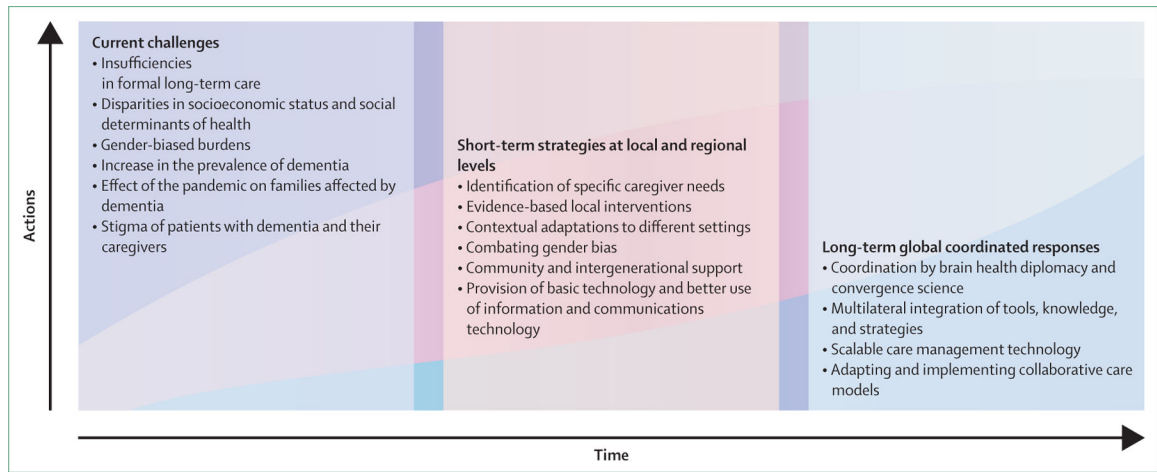 Actions
Current challenges
• Insufficiencies
in formal long-term care
• Disparities in socioeconomic status and social
determinants of health
• Gender-biased burdens
• Increase in the prevalence of dementia
• Effect of the pandemic on families affected by
dementia
• Stigma of patients with dementia and their
caregivers
Short-term strategies at local and regional
levels
• Identification of specific caregiver needs
• Evidence-based local interventions
• Contextual adaptations to different settings
• Combating gender bias
• Community and intergenerational support
• Provision of basic technology and better use
of information and communications
technology
Long-term global coordinated responses
• Coordination by brain health diplomacy and
convergence science
• Multilateral integration of tools, knowledge,
and strategies
• Scalable care management technology
• Adapting and implementing collaborative care
models
Time